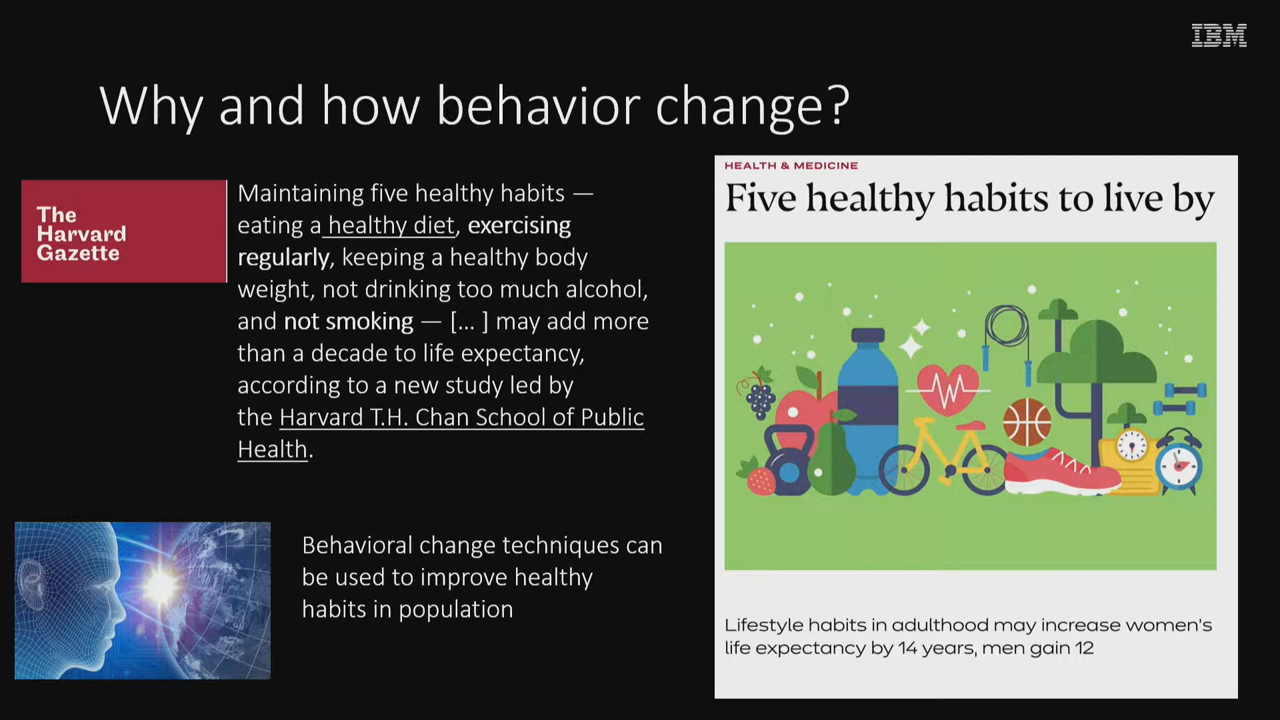 IBM
Why and how behavior change?
The
Harvard
Gazette
Maintaining five healthy habits —
eating a healthy diet, exercising
regularly, keeping a healthy body
weight, not drinking too much alcohol,
and not smoking — [… ] may add more
than a decade to life expectancy,
according to a new study led by
the Harvard T.H. Chan School of Public
Health.
Behavioral change techniques can
be used to improve healthy
habits in population
HEALTH & MEDICINE
Five healthy habits to live by
Lifestyle habits in adulthood may increase women's
life expectancy by 14 years, men gain 12